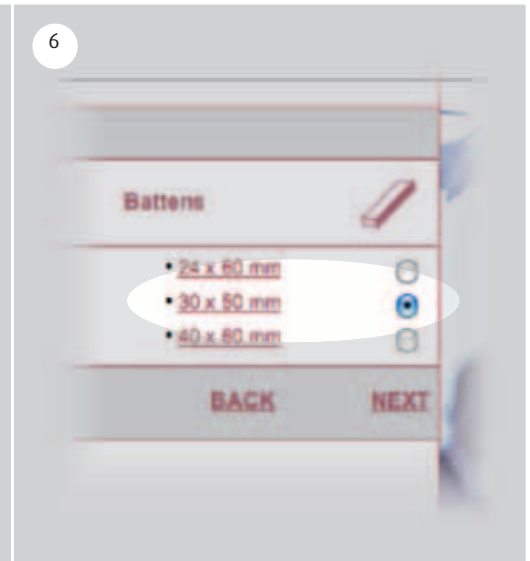 6
Battens
• 24 x 60 mm
• 30 x 50 mm
• 40 x 60 mm
BACK NEXT